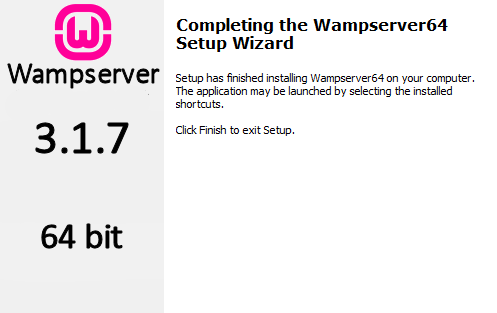 W
Wampserver
3.1.7
64 bit
Completing the Wampserver64
Setup Wizard
Setup has finished installing Wampserver64 on your computer.
The application may be launched by selecting the installed
shortcuts.
Click Finish to exit Setup.